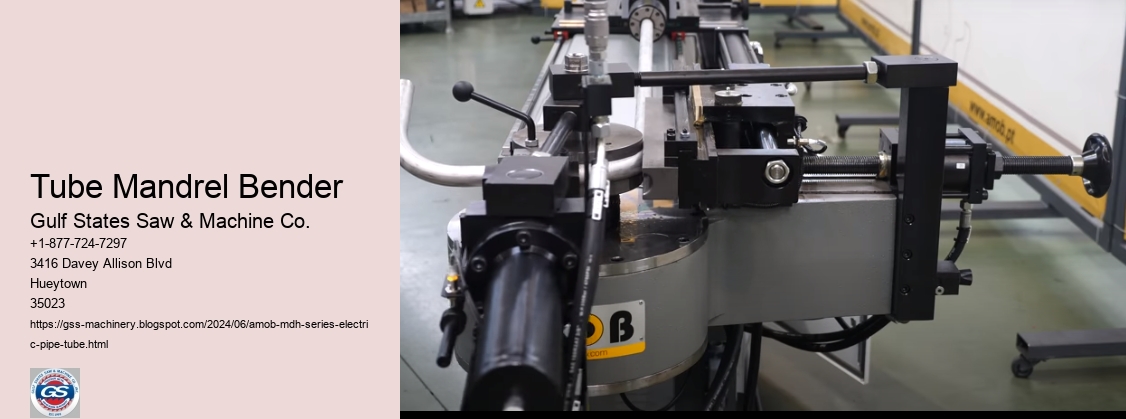 Tube Mandrel Bender
Gulf States Saw & Machine Co.
+1-877-724-7297
3416 Davey Allison Blvd
Hueytown
35023
https://gss-machinery.blogspot.com/2024/06/amob-mdh-series-electri
c-pipe-tube.html
GS
www.amob.pt
OB
.com